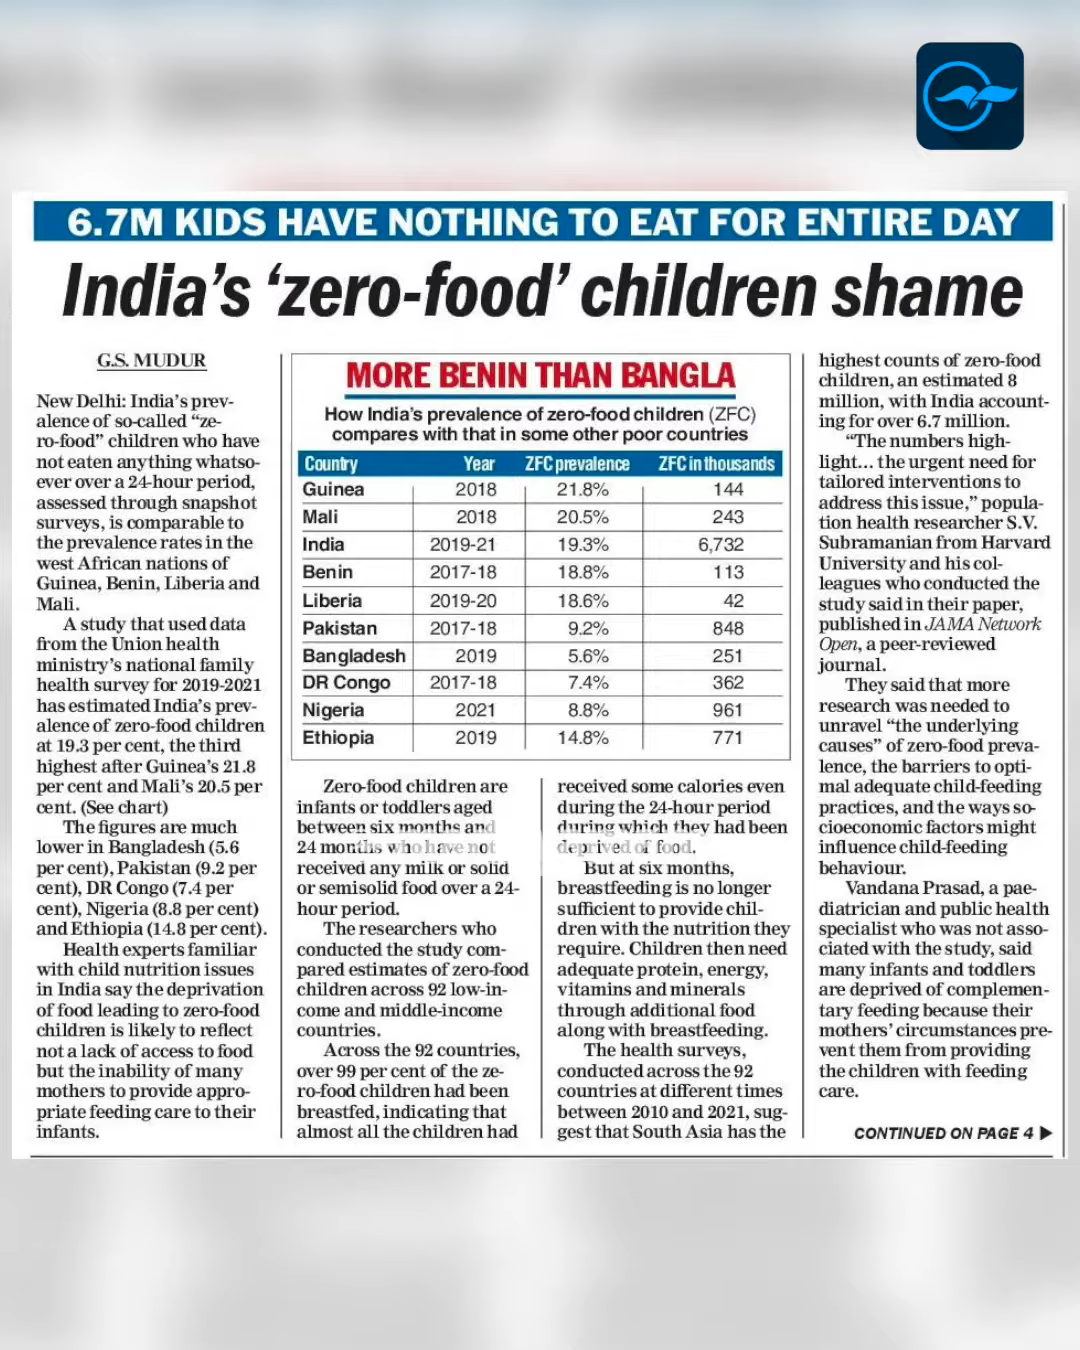 6.7M KIDS HAVE NOTHING TO EAT FOR ENTIRE DAY
India's 'zero-food' children shame
G.S. MUDUR
New Delhi: India's prev-
alence of so-called “ze-
ro-food” children who have
not eaten anything whatso-
ever over a 24-hour period,
assessed through snapshot
surveys, is comparable to
the prevalence rates in the
west African nations of
Guinea, Benin, Liberia and
Mali.
A study that used data
from the Union health
ministry's national family
health survey for 2019-2021
has estimated India's prev-
alence of zero-food children
at 19.3 per cent, the third
highest after Guinea's 21.8
per cent and Mali's 20.5 per
cent. (See chart)
The figures are much
lower in Bangladesh (5.6
per cent), Pakistan (9.2 per
cent), DR Congo (7.4 per
cent), Nigeria (8.8 per cent)
and Ethiopia (14.8 per cent).
Health experts familiar
with child nutrition issues
in India say the deprivation
of food leading to zero-food
children is likely to reflect
not a lack of access to food
but the inability of many
mothers to provide appro-
priate feeding care to their
infants.
MORE BENIN THAN BANGLA
How India's prevalence of zero-food children (ZFC)
compares with that in some other poor countries
Country Year ZFC prevalence ZFC in thousands
Guinea 2018 21.8% 144
Mali 2018 20.5% 243
India 2019-21 19.3% 6,732
Benin 2017-18 18.8% 113
Liberia 2019-20 18.6% 42
Pakistan 2017-18 9.2% 848
Bangladesh 2019 5.6% 251
DR Congo 2017-18 7.4% 362
Nigeria 2021 8.8% 961
Ethiopia 2019 14.8% 771
Zero-food children are
infants or toddlers aged
between six months and
24 months who have not
received any milk or solid
or semisolid food over a 24-
hour period.
The researchers who
conducted the study com-
pared estimates of zero-food
children across 92 low-in-
come and middle-income
countries.
Across the 92 countries,
over 99 per cent of the ze-
ro-food children had been
breastfed, indicating that
almost all the children had
received some calories even
during the 24-hour period
during which they had been
deprived of food.
But at six months,
breastfeeding is no longer
sufficient to provide chil-
dren with the nutrition they
require. Children then need
adequate protein, energy,
vitamins and minerals
through additional food
along with breastfeeding.
The health surveys,
conducted across the 92
countries at different times
between 2010 and 2021, sug-
gest that South Asia has the
highest counts of zero-food
children, an estimated 8
million, with India account-
ing for over 6.7 million.
“The numbers high-
light... the urgent need for
tailored interventions to
address this issue,” popula-
tion health researcher S.V.
Subramanian from Harvard
University and his col-
leagues who conducted the
study said in their paper,
published in JAMA Network
Open, a peer-reviewed
journal.
They said that more
research was needed to
unravel “the underlying
causes” of zero-food preva-
lence, the barriers to opti-
mal adequate child-feeding
practices, and the ways so-
cioeconomic factors might
influence child-feeding
behaviour.
Vandana Prasad, a pae-
diatrician and public health
specialist who was not asso-
ciated with the study, said
many infants and toddlers
are deprived of complemen-
tary feeding because their
mothers' circumstances pre-
vent them from providing
the children with feeding
care.
CONTINUED ON PAGE 4